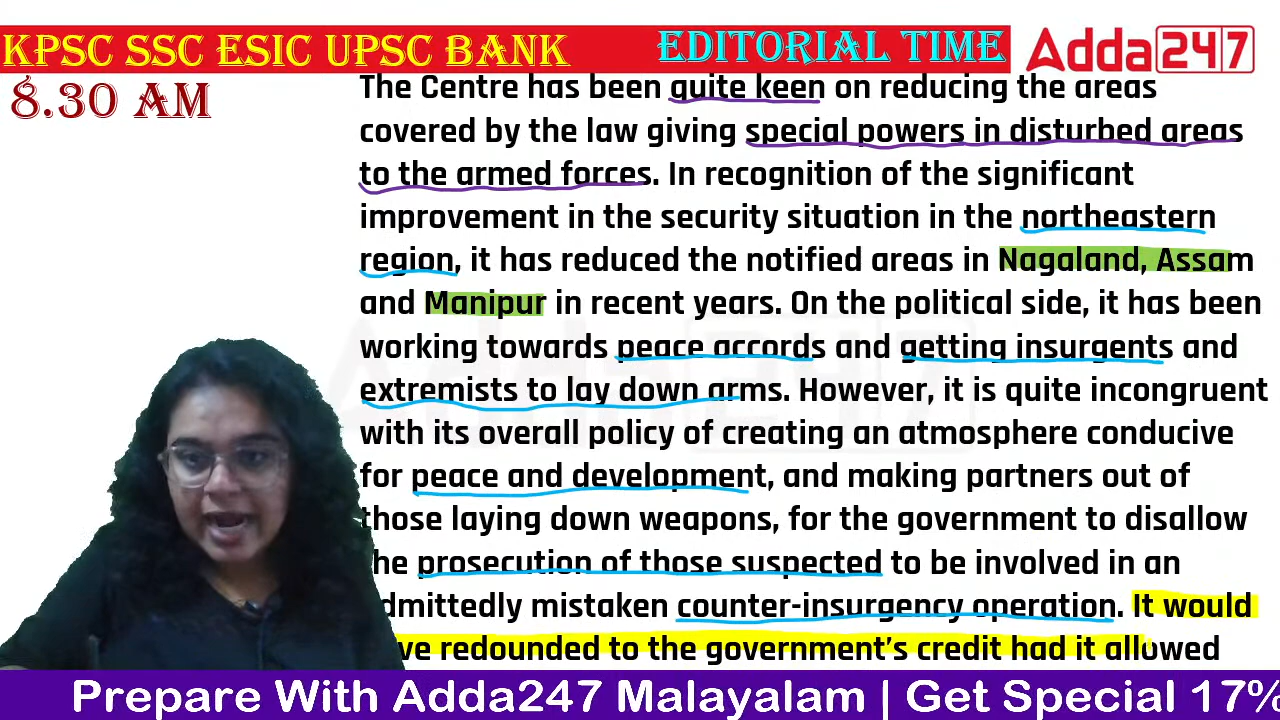 KPSC SSC ESIC UPSC BANK
EDITORIAL TIME
Adda247
8.30 AM
The Centre has been quite keen on reducing the areas
covered by the law giving special powers in disturbed areas
to the armed forces. In recognition of the significant
improvement in the security situation in the northeastern
region, it has reduced the notified areas in Nagaland, Assam
and Manipur in recent years. On the political side, it has been
working towards peace accords and getting insurgents and
extremists to lay down arms. However, it is quite incongruent
with its overall policy of creating an atmosphere conducive
for peace and development, and making partners out of
those laying down weapons, for the government to disallow
he prosecution of those suspected to be involved in an
dmittedly mistaken counter-insurgency operation. It would
ve redounded to the government's credit had it allowed
Prepare With Adda247 Malayalam | Get Special 17%